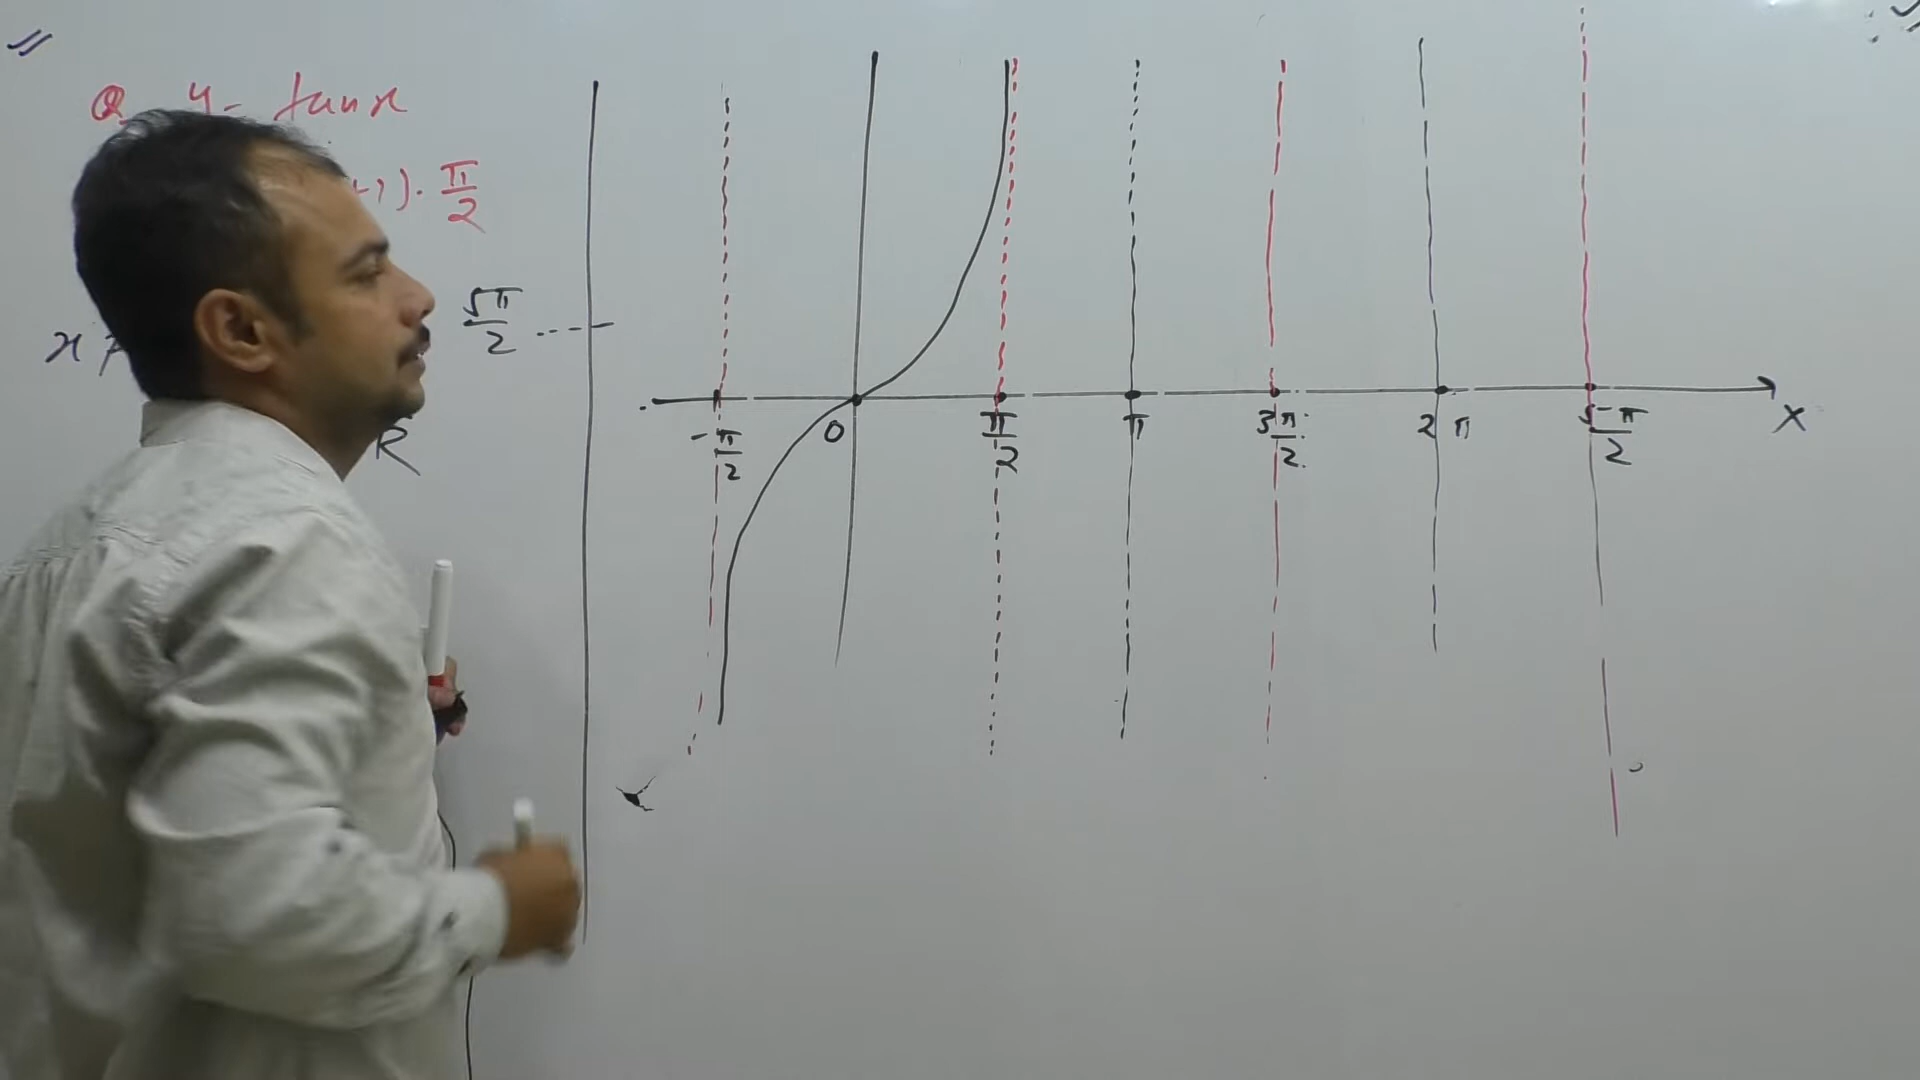 Q y = tanx
+1). π/2
x ≠
5π/2 ----
R
-π/2 0 π/2 π 3π/2 2π 5π/2 X